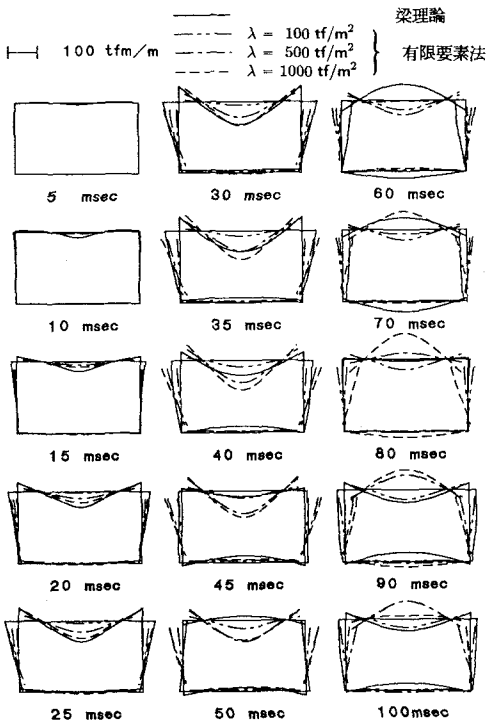 梁理論
100 tfm/m
λ = 100 tf/m²
λ = 500 tf/m²
λ = 1000 tf/m²
有限要素法
5 msec
30 msec
60 msec
10 msec
35 msec
70 msec
15 msec
40 msec
80 msec
20 msec
45 msec
90 msec
25 msec
50 msec
100msec